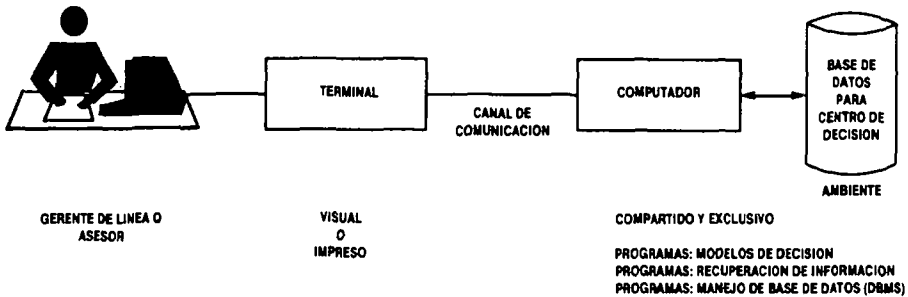 TERMINAL
CANAL DE
COMUNICACION
COMPUTADOR
BASE DE
DATOS
PARA
CENTRO DE
DECISION
AMBIENTE
GERENTE DE LINEA O
ASESOR
VISUAL
O
IMPRESO
COMPARTIDO Y EXCLUSIVO
PROGRAMAS: MODELOS DE DECISION
PROGRAMAS: RECUPERACION DE INFORMACION
PROGRAMAS: MANEJO DE BASE DE DATOS (DBMS)